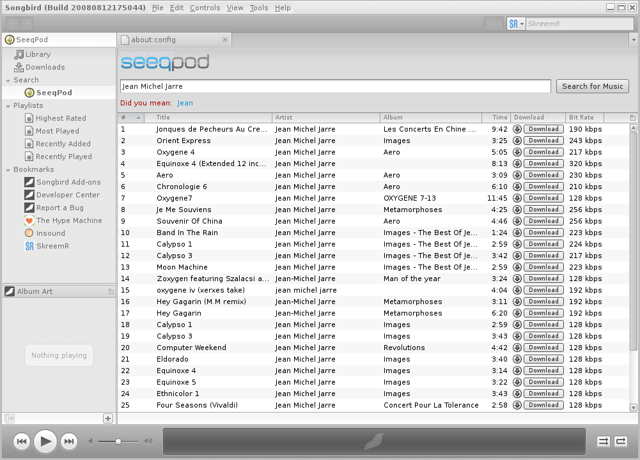 Songbird (Build 20080812175044) File Edit Controls View Tools Help
SR SkreemR
SeeqPod about:config
Library
Downloads
Search
SeeqPod
Playlists
Highest Rated
Most Played
Recently Added
Recently Played
Bookmarks
Songbird Add-ons
Developer Center
Report a Bug
The Hype Machine
Insound
SR SkreemR
Album Art
Nothing playing
seeqpod
Jean Michel Jarre Search for Music
Did you mean: Jean
# Title Artist Album Time Download Bit Rate
1 Jonques de Pecheurs Au Cre... Jean Michel Jarre Les Concerts En Chine ... 9:42 Download 190 kbps
2 Orient Express Jean Michel Jarre Images 3:25 Download 243 kbps
3 Oxygene 4 Jean Michel Jarre Aero 5:05 Download 217 kbps
4 Equinoxe 4 (Extended 12 inc... Jean Michel Jarre 8:13 Download 320 kbps
5 Aero Jean Michel Jarre Aero 3:09 Download 230 kbps
6 Chronologie 6 Jean Michel Jarre Aero 6:10 Download 210 kbps
7 Oxygene7 Jean Michel Jarre OXYGENE 7-13 11:45 Download 128 kbps
8 Je Me Souviens Jean Michel Jarre Metamorphoses 4:25 Download 256 kbps
9 Souvenir Of China Jean Michel Jarre Aero 4:46 Download 256 kbps
10 Band In The Rain Jean Michel Jarre Images - The Best Of Je... 1:24 Download 223 kbps
11 Calypso 1 Jean Michel Jarre Images - The Best Of Je... 2:59 Download 224 kbps
12 Calypso 3 Jean Michel Jarre Images - The Best Of Je... 3:42 Download 217 kbps
13 Moon Machine Jean Michel Jarre Images - The Best Of Je... 2:59 Download 223 kbps
14 Zoxygen featuring Szalacsi a... Jean-Michel Jarre Man of the year 3:24 Download 128 kbps
15 oxygene iv (xerxes take) jean michel jarre 4:04 Download 192 kbps
16 Hey Gagarin (M.M remix) Jean-Michel Jarre Metamorphoses 3:11 Download 192 kbps
17 Hey Gagarin Jean-Michel Jarre Metamorphoses 6:20 Download 192 kbps
18 Calypso 1 Jean Michel Jarre Images 2:59 Download 128 kbps
19 Calypso 3 Jean Michel Jarre Images 3:43 Download 128 kbps
20 Computer Weekend Jean Michel Jarre Revolutions 4:42 Download 128 kbps
21 Eldorado Jean Michel Jarre Images 3:40 Download 128 kbps
22 Equinoxe 4 Jean Michel Jarre Images 3:14 Download 128 kbps
23 Equinoxe 5 Jean Michel Jarre Images 3:22 Download 128 kbps
24 Ethnicolor 1 Jean Michel Jarre Images 3:43 Download 128 kbps
25 Four Seasons (Vivaldi) Jean Michel Jarre Concert Pour La Tolerance 2:58 Download 128 kbps